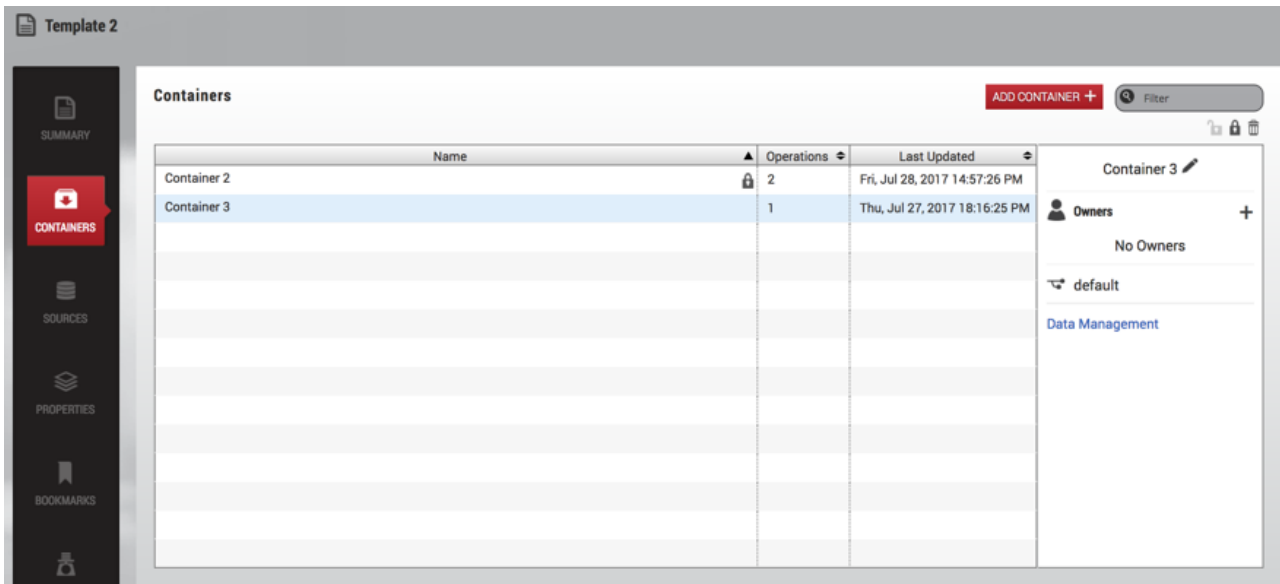 Template 2
SUMMARY
CONTAINERS
SOURCES
PROPERTIES
BOOKMARKS
Containers
ADD CONTAINER +
Filter
Name Operations Last Updated
Container 2 2 Fri, Jul 28, 2017 14:57:26 PM
Container 3 1 Thu, Jul 27, 2017 18:16:25 PM
Container 3
Owners +
No Owners
default
Data Management